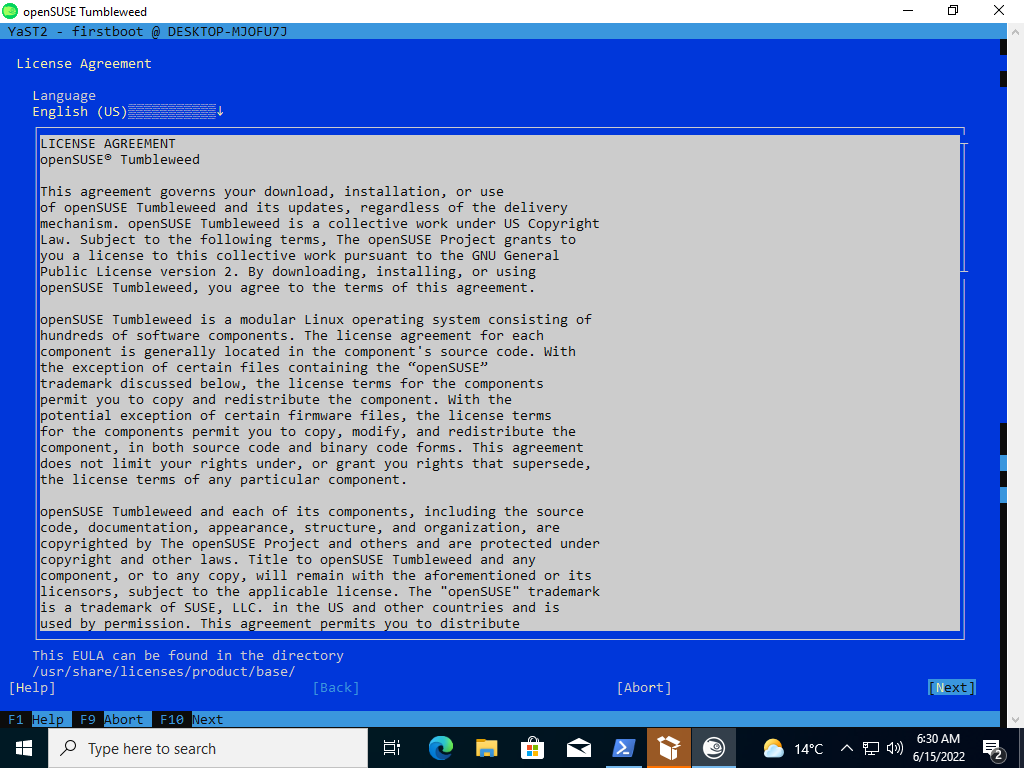 openSUSE Tumbleweed
YaST2 - firstboot @ DESKTOP-MJOFU7J
License Agreement
Language
English (US)
LICENSE AGREEMENT
openSUSE® Tumbleweed
This agreement governs your download, installation, or use
of openSUSE Tumbleweed and its updates, regardless of the delivery
mechanism. openSUSE Tumbleweed is a collective work under US Copyright
Law. Subject to the following terms, The openSUSE Project grants to
you a license to this collective work pursuant to the GNU General
Public License version 2. By downloading, installing, or using
openSUSE Tumbleweed, you agree to the terms of this agreement.
openSUSE Tumbleweed is a modular Linux operating system consisting of
hundreds of software components. The license agreement for each
component is generally located in the component's source code. With
the exception of certain files containing the “openSUSE”
trademark discussed below, the license terms for the components
permit you to copy and redistribute the component. With the
potential exception of certain firmware files, the license terms
for the components permit you to copy, modify, and redistribute the
component, in both source code and binary code forms. This agreement
does not limit your rights under, or grant you rights that supersede,
the license terms of any particular component.
openSUSE Tumbleweed and each of its components, including the source
code, documentation, appearance, structure, and organization, are
copyrighted by The openSUSE Project and others and are protected under
copyright and other laws. Title to openSUSE Tumbleweed and any
component, or to any copy, will remain with the aforementioned or its
licensors, subject to the applicable license. The "openSUSE" trademark
is a trademark of SUSE, LLC. in the US and other countries and is
used by permission. This agreement permits you to distribute
This EULA can be found in the directory
/usr/share/licenses/product/base/
[Help] [Back] [Abort] [Next]
F1 Help F9 Abort F10 Next
Type here to search 14°C 6:30 AM
6/15/2022 2